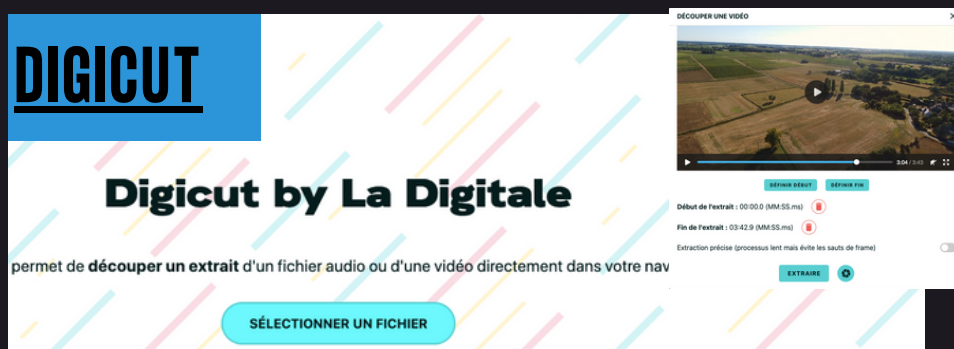 DIGICUT
Digicut by La Digitale
permet de découper un extrait d'un fichier audio ou d'une vidéo directement dans votre nav
SÉLECTIONNER UN FICHIER
DÉCOUPER UNE VIDÉO
3:04 / 3:43
DÉFINIR DÉBUT DÉFINIR FIN
Début de l'extrait : 00:00.0 (MM:SS.ms)
Fin de l'extrait : 03:42.9 (MM:SS.ms)
Extraction précise (processus lent mais évite les sauts de frame)
EXTRAIRE